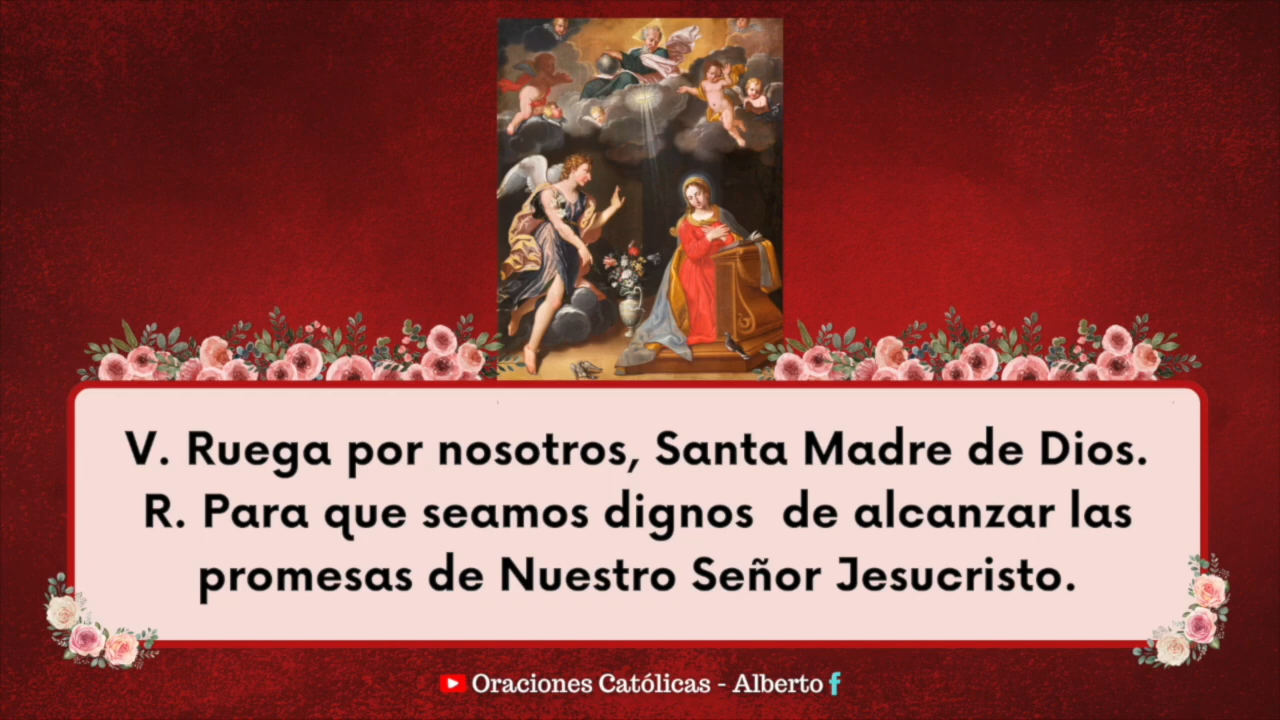 V. Ruega por nosotros, Santa Madre de Dios.
R. Para que seamos dignos  de alcanzar las
promesas de Nuestro Señor Jesucristo.
Oraciones Católicas - Alberto